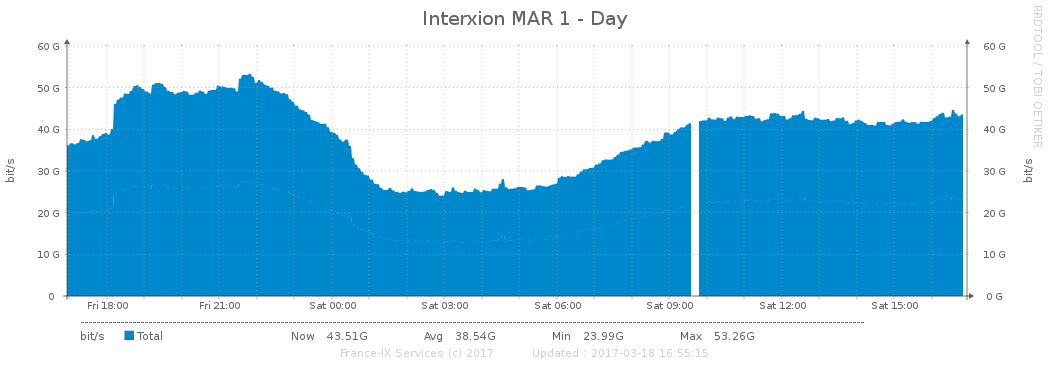 Interxion MAR 1 - Day
RRDTOOL / TOBI OETIKER
60 G 60 G
50 G 50 G
40 G 40 G
30 G 30 G
20 G 20 G
10 G 10 G
0 0 G
bit/s bit/s
Fri 18:00 Fri 21:00 Sat 00:00 Sat 03:00 Sat 06:00 Sat 09:00 Sat 12:00 Sat 15:00
bit/s Total Now 43.51G Avg 38.54G Min 23.99G Max 53.26G
France-IX Services (c) 2017 Updated : 2017-03-18 16:55:15